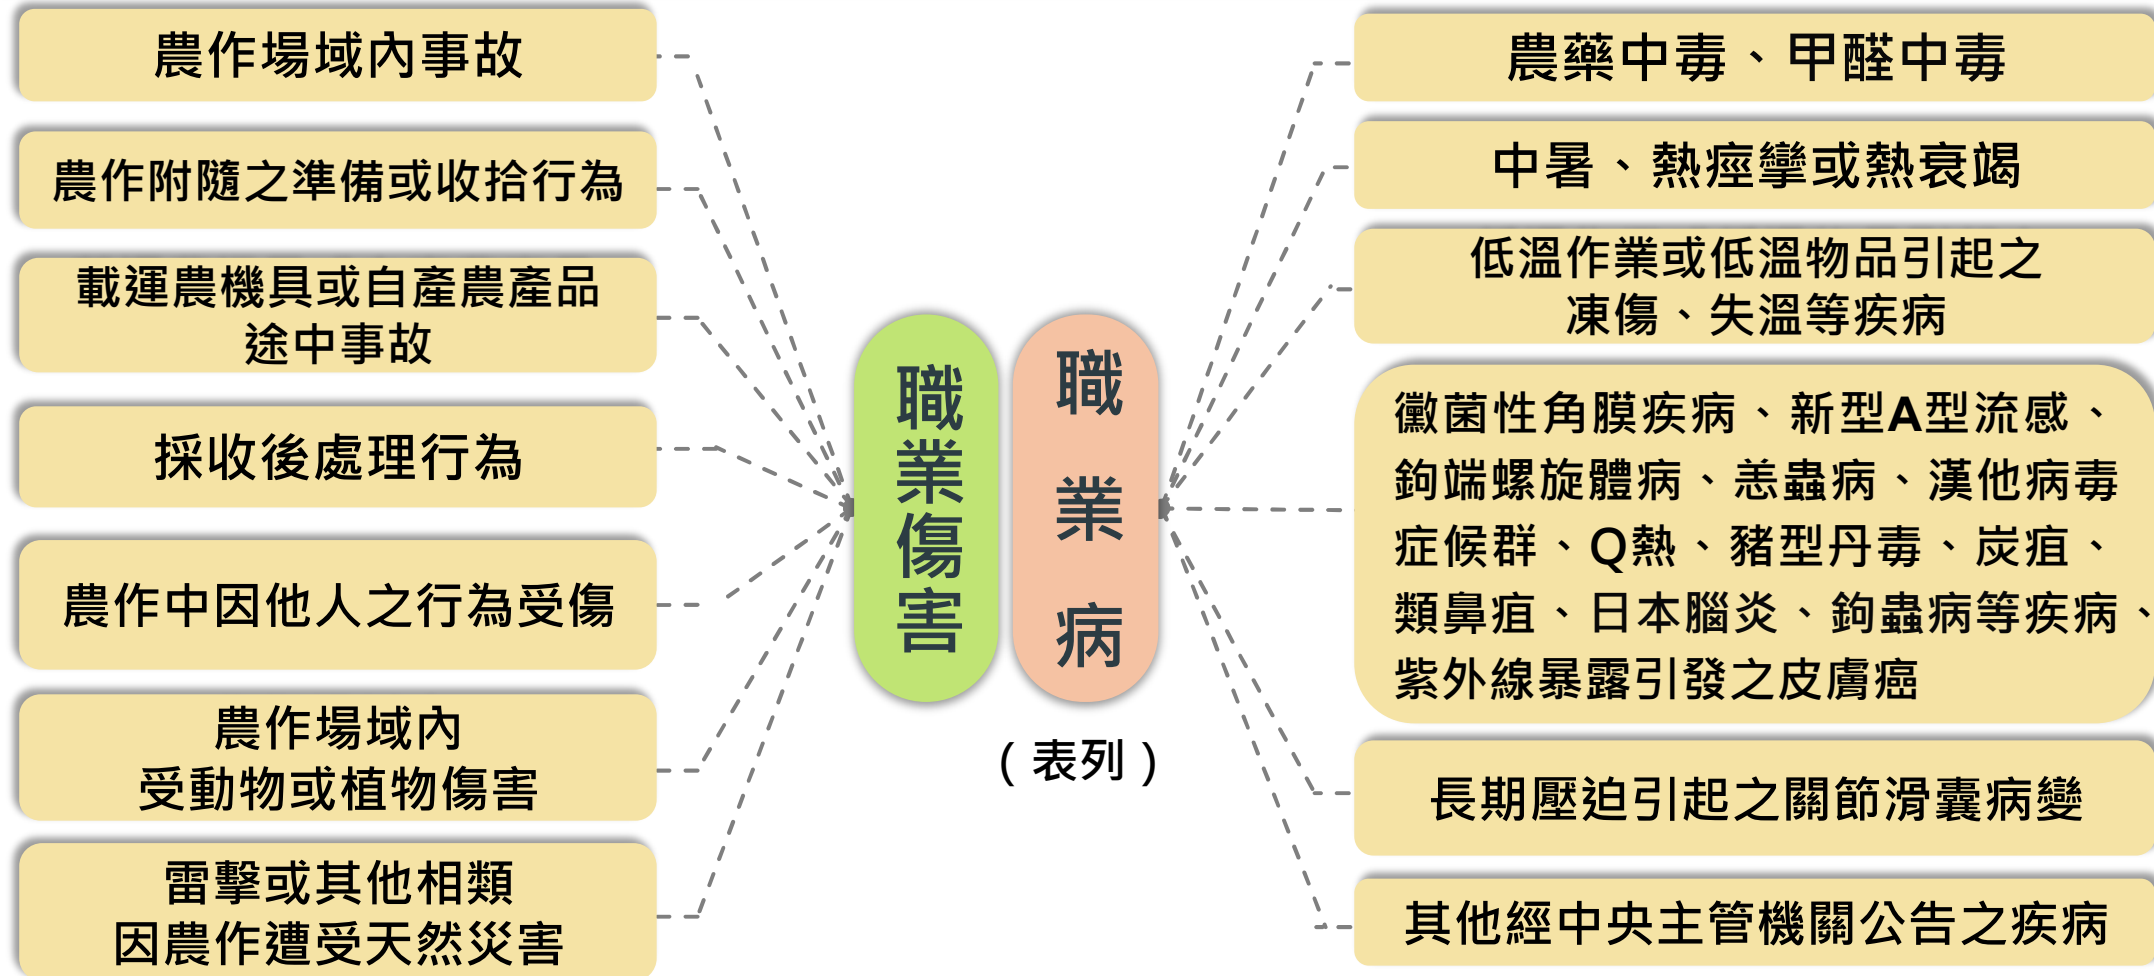 農作場域內事故
農作附隨之準備或收拾行為
載運農機具或自產農產品
途中事故
採收後處理行為
農作中因他人之行為受傷
農作場域內
受動物或植物傷害
雷擊或其他相類
因農作遭受天然災害
職業傷害
職業病
（表列）
農藥中毒、甲醛中毒
中暑、熱痙攣或熱衰竭
低溫作業或低溫物品引起之
凍傷、失溫等疾病
黴菌性角膜疾病、新型A型流感、
鉤端螺旋體病、恙蟲病、漢他病毒
症候群、Q熱、豬型丹毒、炭疽、
類鼻疽、日本腦炎、鉤蟲病等疾病、
紫外線暴露引發之皮膚癌
長期壓迫引起之關節滑囊病變
其他經中央主管機關公告之疾病